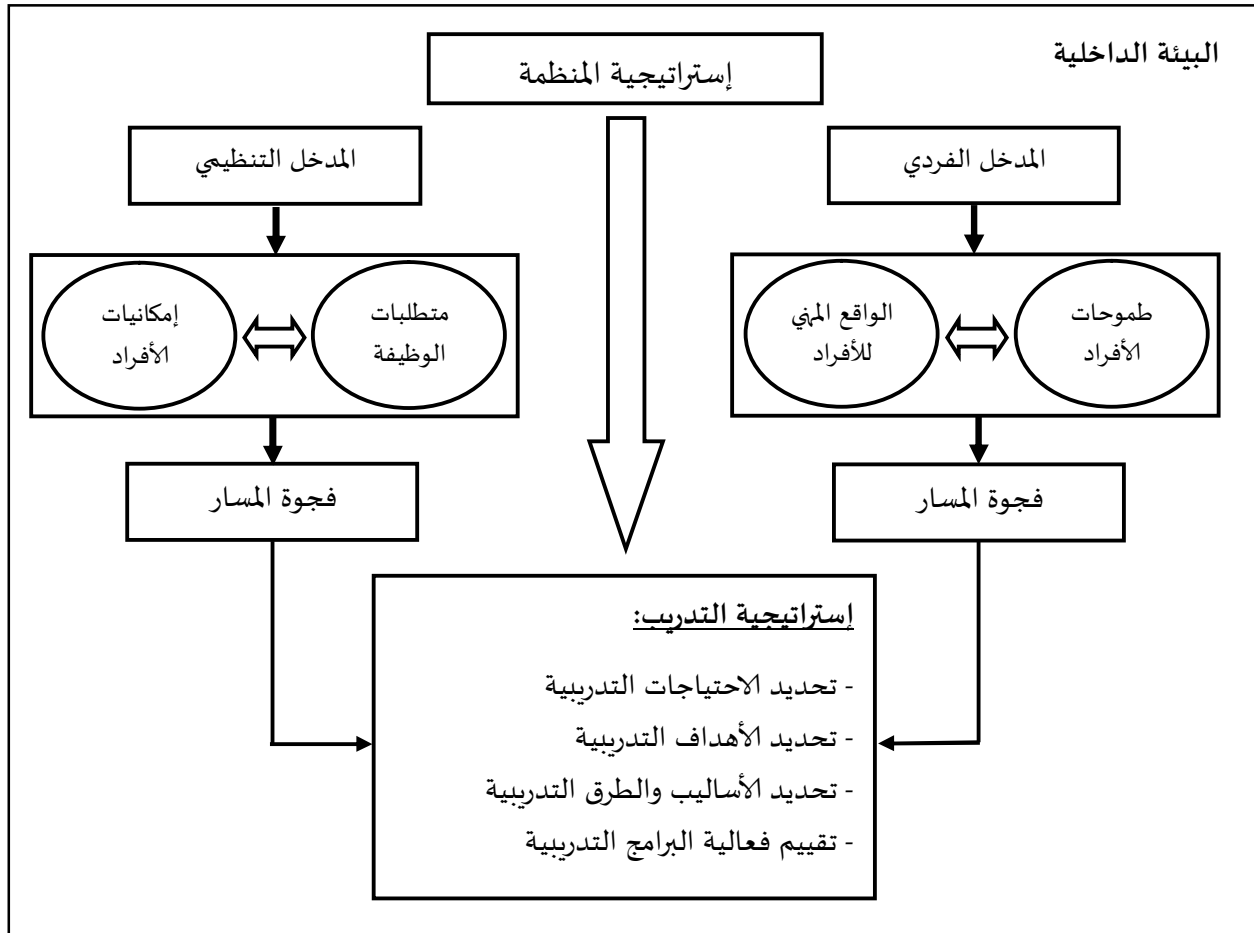 البيئة الداخلية
إستراتيجية المنظمة
المدخل الفردي
المدخل التنظيمي
طموحات
الأفراد
الواقع المهني
للأفراد
متطلبات
الوظيفة
إمكانيات
الأفراد
فجوة المسار
فجوة المسار
إستراتيجية التدريب:
- تحديد الاحتياجات التدريبية
- تحديد الأهداف التدريبية
- تحديد الأساليب والطرق التدريبية
- تقييم فعالية البرامج التدريبية